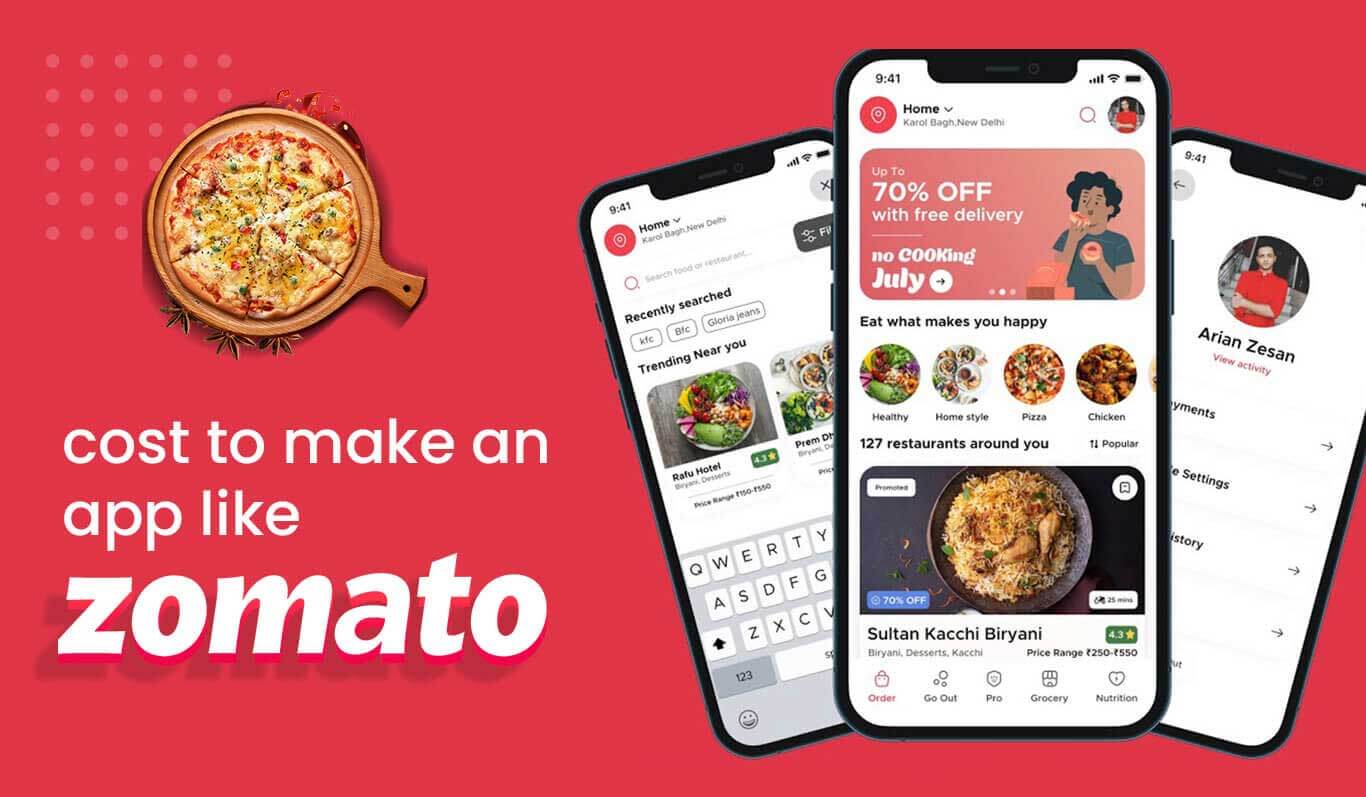 cost to make an
app like
zomato
9:41
Home
Karol Bagh,New Delhi
Search food or restaurant...
Recently searched
kfc
Bfc
Gloria jeans
Trending Near you
Rafu Hotel
4.3
Biryani, Desserts
Price Range ₹150-₹550
Q W E R T Y
A S D F G
Z X C V
123
9:41
Home
Karol Bagh,New Delhi
Up To
70% OFF
with free delivery
no COOKing
July
Eat what makes you happy
Healthy
Home style
Pizza
Chicken
127 restaurants around you
Popular
Promoted
70% OFF
25 mins
Sultan Kacchi Biryani
4.3
Biryani, Desserts, Kacchi
Price Range ₹250-₹550
Order
Go Out
Pro
Grocery
Nutrition
9:41
Arian Zesan
View activity
Settings